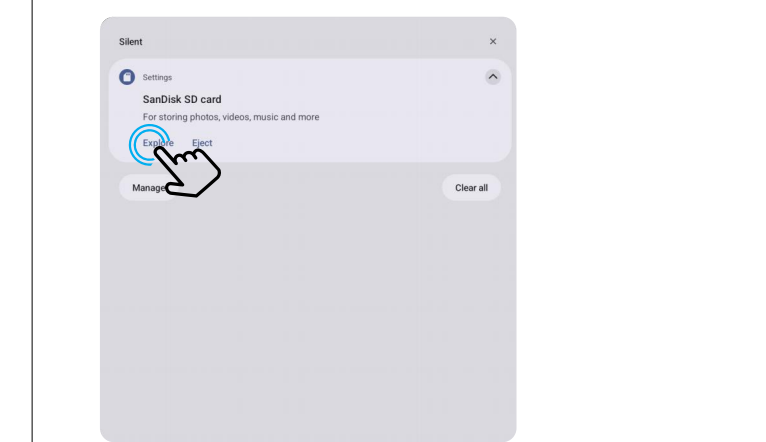 Silent
Settings
SanDisk SD card
For storing photos, videos, music and more
Explore Eject
Manage Clear all